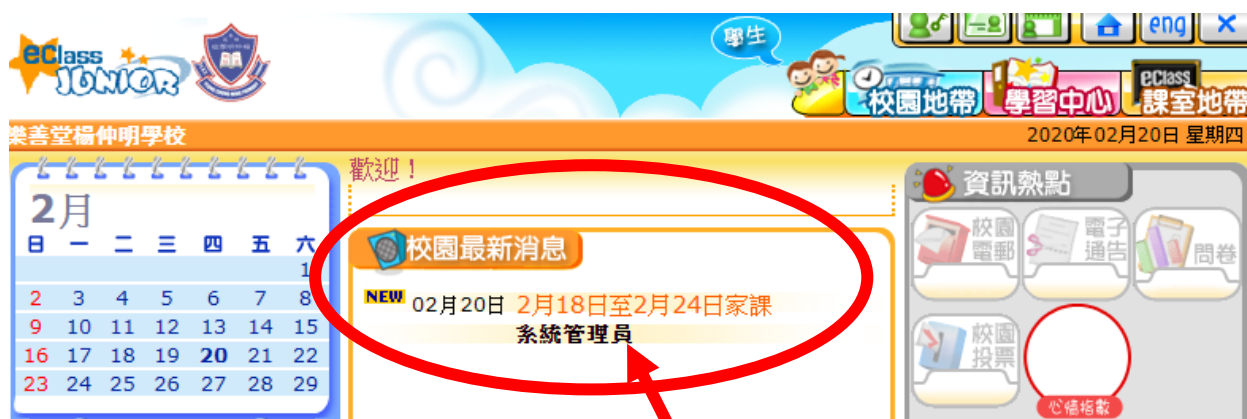 eClass
JUNIOR
學生
eng
校園地帶
學習中心
eClass
課室地帶
樂善堂楊仲明學校
2020年02月20日 星期四
2月
日 一 二 三 四 五 六
1
2 3 4 5 6 7 8
9 10 11 12 13 14 15
16 17 18 19 20 21 22
23 24 25 26 27 28 29
歡迎！
校園最新消息
NEW 02月20日 2月18日至2月24日家課
系統管理員
資訊熱點
校園
電郵
電子
通告
問卷
校園
投票
心情指數